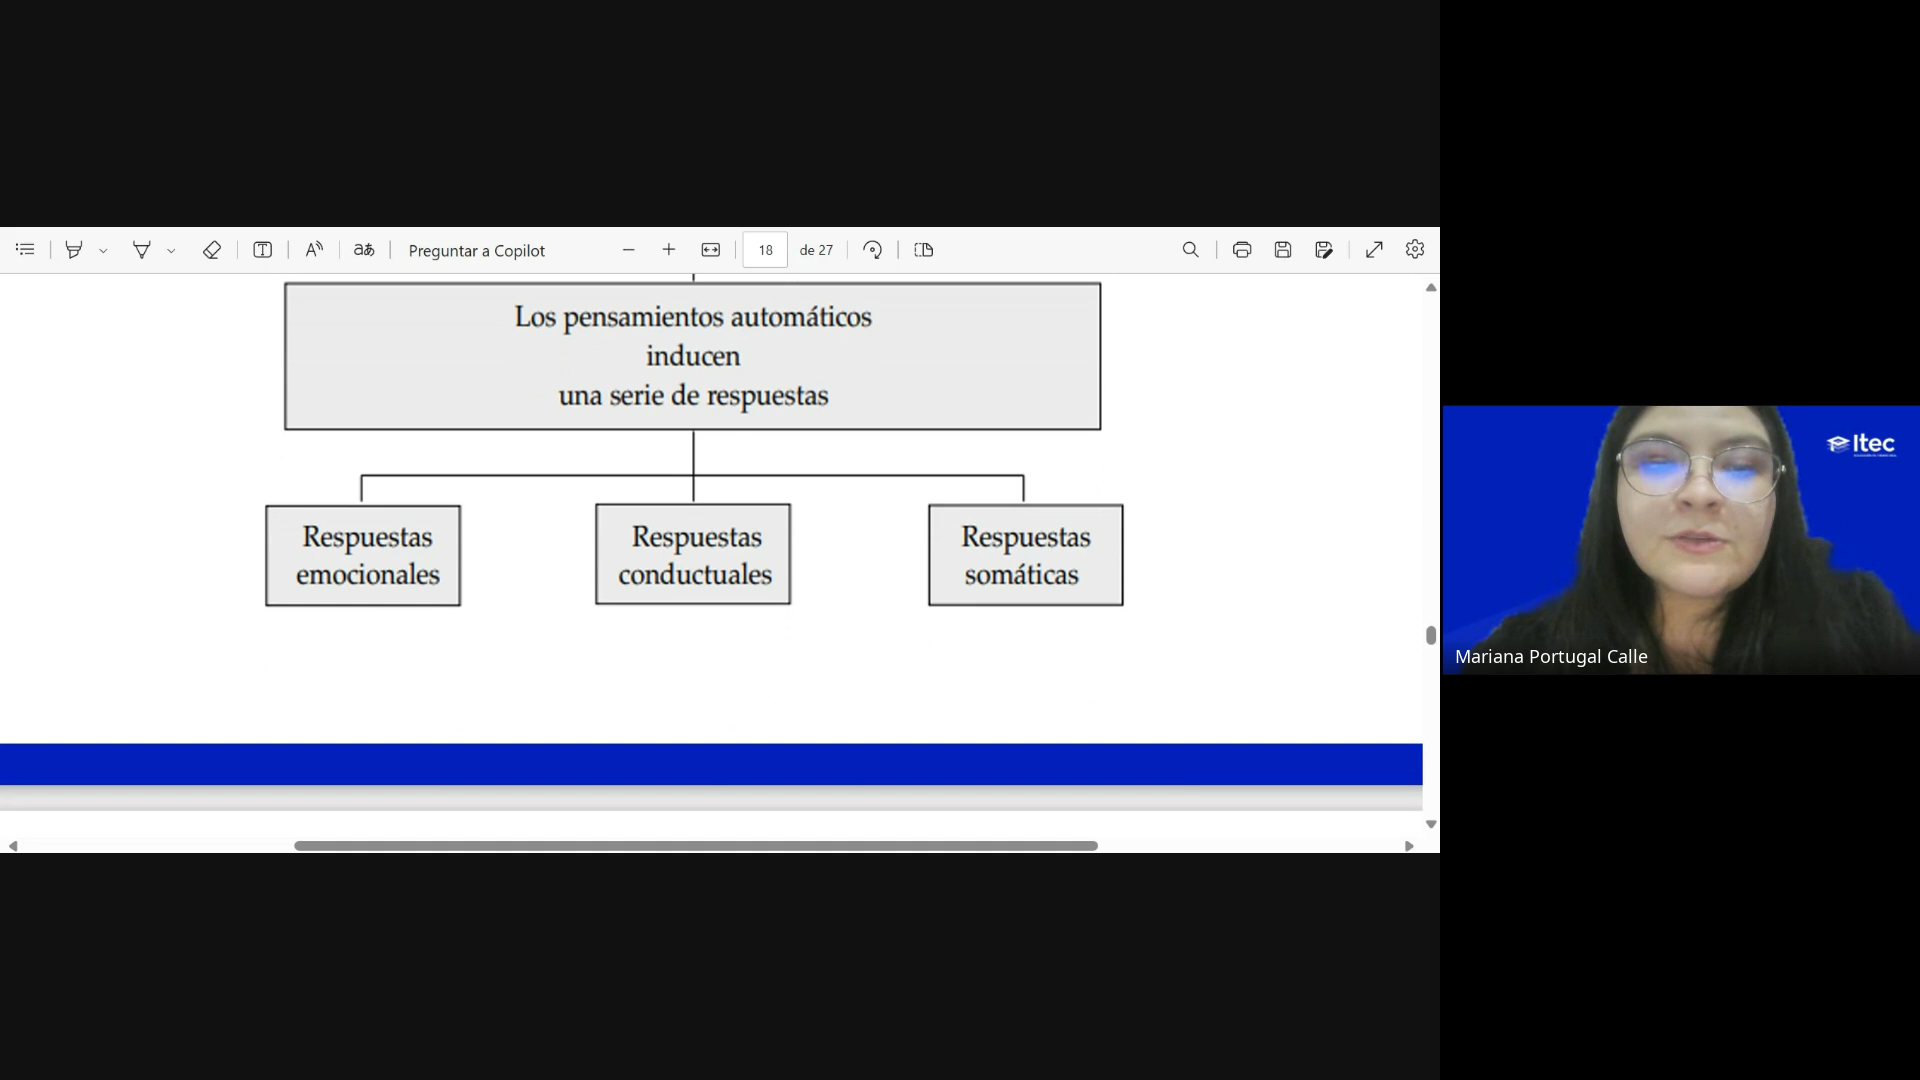 Preguntar a Copilot
18 de 27
Los pensamientos automáticos
inducen
una serie de respuestas
Respuestas
emocionales
Respuestas
conductuales
Respuestas
somáticas
Itec
Mariana Portugal Calle